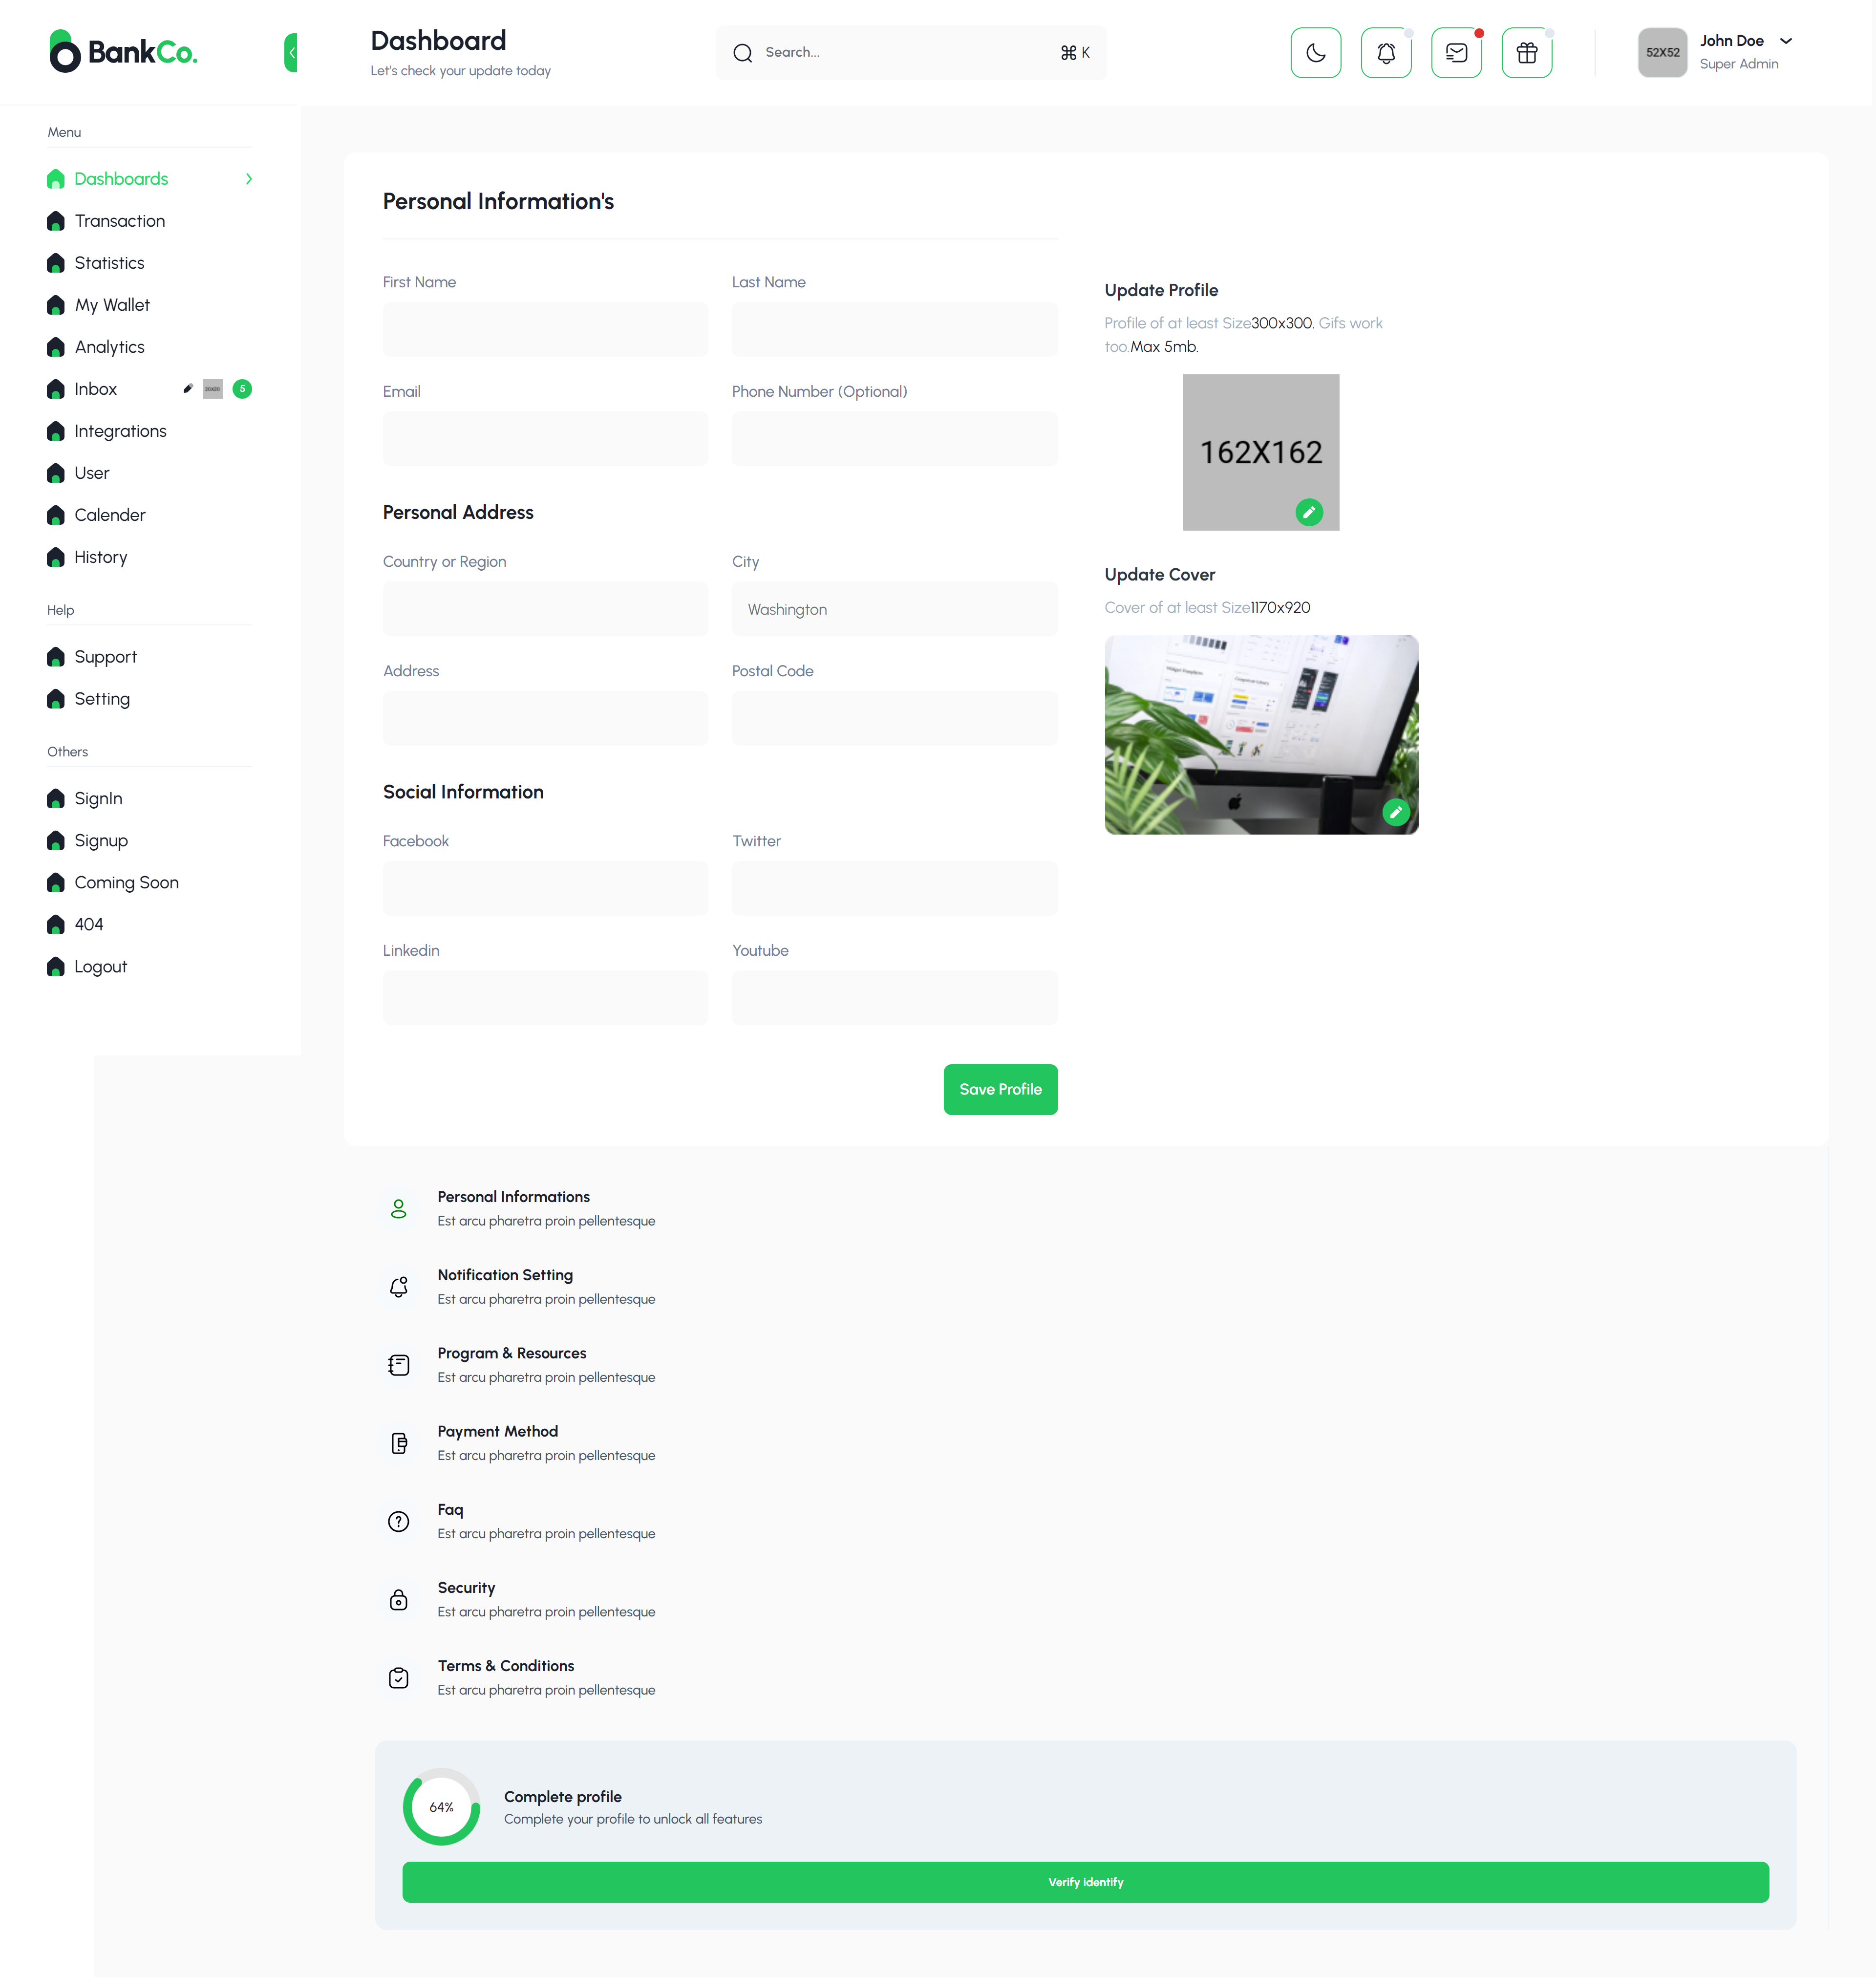 BankCo.
Dashboard
Let's check your update today
Search...
⌘ K
52X52
John Doe
Super Admin
Menu
Dashboards
Transaction
Statistics
My Wallet
Analytics
Inbox
5
Integrations
User
Calender
History
Help
Support
Setting
Others
SignIn
Signup
Coming Soon
404
Logout
Personal Information's
First Name
Last Name
Email
Phone Number (Optional)
Personal Address
Country or Region
City
Washington
Address
Postal Code
Social Information
Facebook
Twitter
Linkedin
Youtube
Save Profile
Update Profile
Profile of at least Size300x300. Gifs work
too.Max 5mb.
162X162
Update Cover
Cover of at least Size1170x920
Personal Informations
Est arcu pharetra proin pellentesque
Notification Setting
Est arcu pharetra proin pellentesque
Program & Resources
Est arcu pharetra proin pellentesque
Payment Method
Est arcu pharetra proin pellentesque
Faq
Est arcu pharetra proin pellentesque
Security
Est arcu pharetra proin pellentesque
Terms & Conditions
Est arcu pharetra proin pellentesque
64%
Complete profile
Complete your profile to unlock all features
Verify identify